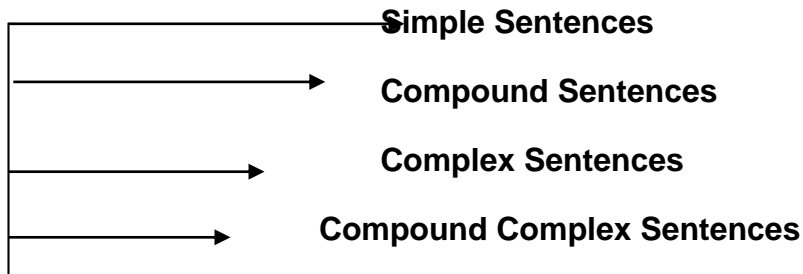 Simple Sentences
Compound Sentences
Complex Sentences
Compound Complex Sentences